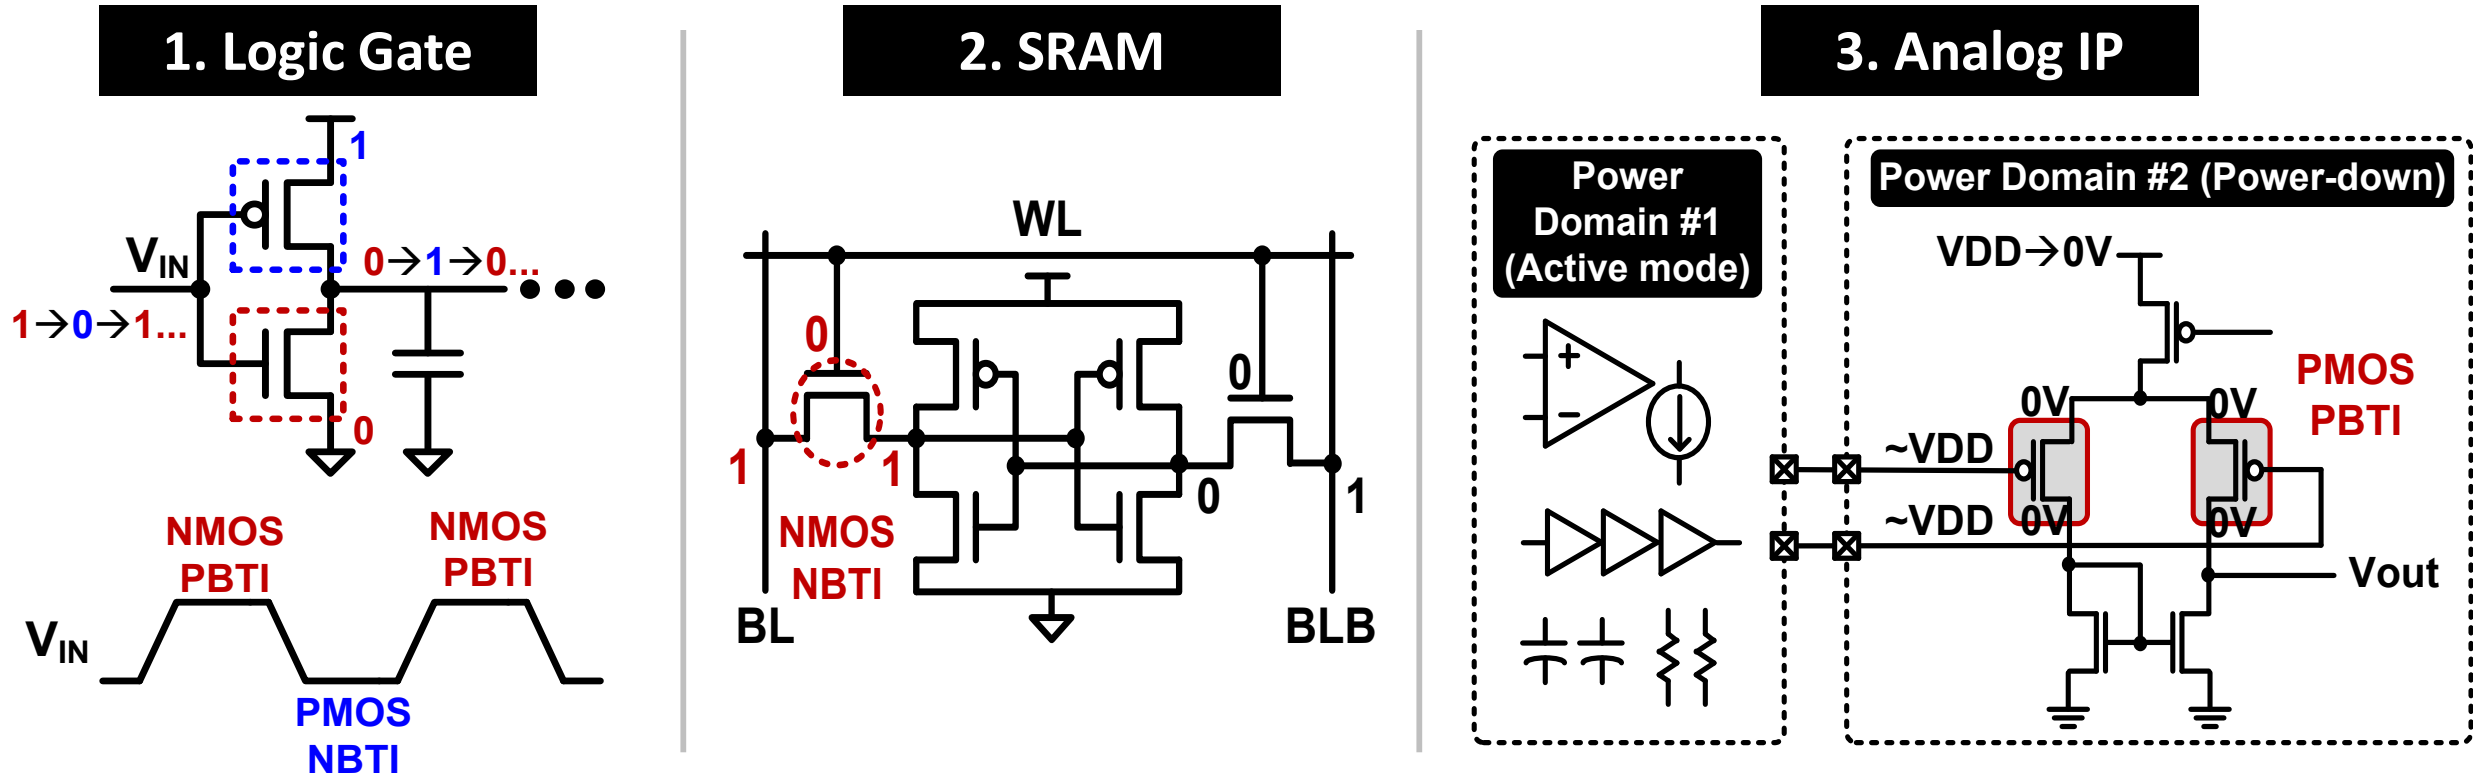 1. Logic Gate
1
V_IN
0→1→0...
1→0→1...
0
NMOS
PBTI
NMOS
PBTI
V_IN
PMOS
NBTI
2. SRAM
WL
0
0
1
1
0
1
NMOS
NBTI
BL
BLB
3. Analog IP
Power
Domain #1
(Active mode)
+
−
Power Domain #2 (Power-down)
VDD→0V
PMOS
PBTI
0V
0V
~VDD
~VDD
0V
0V
Vout